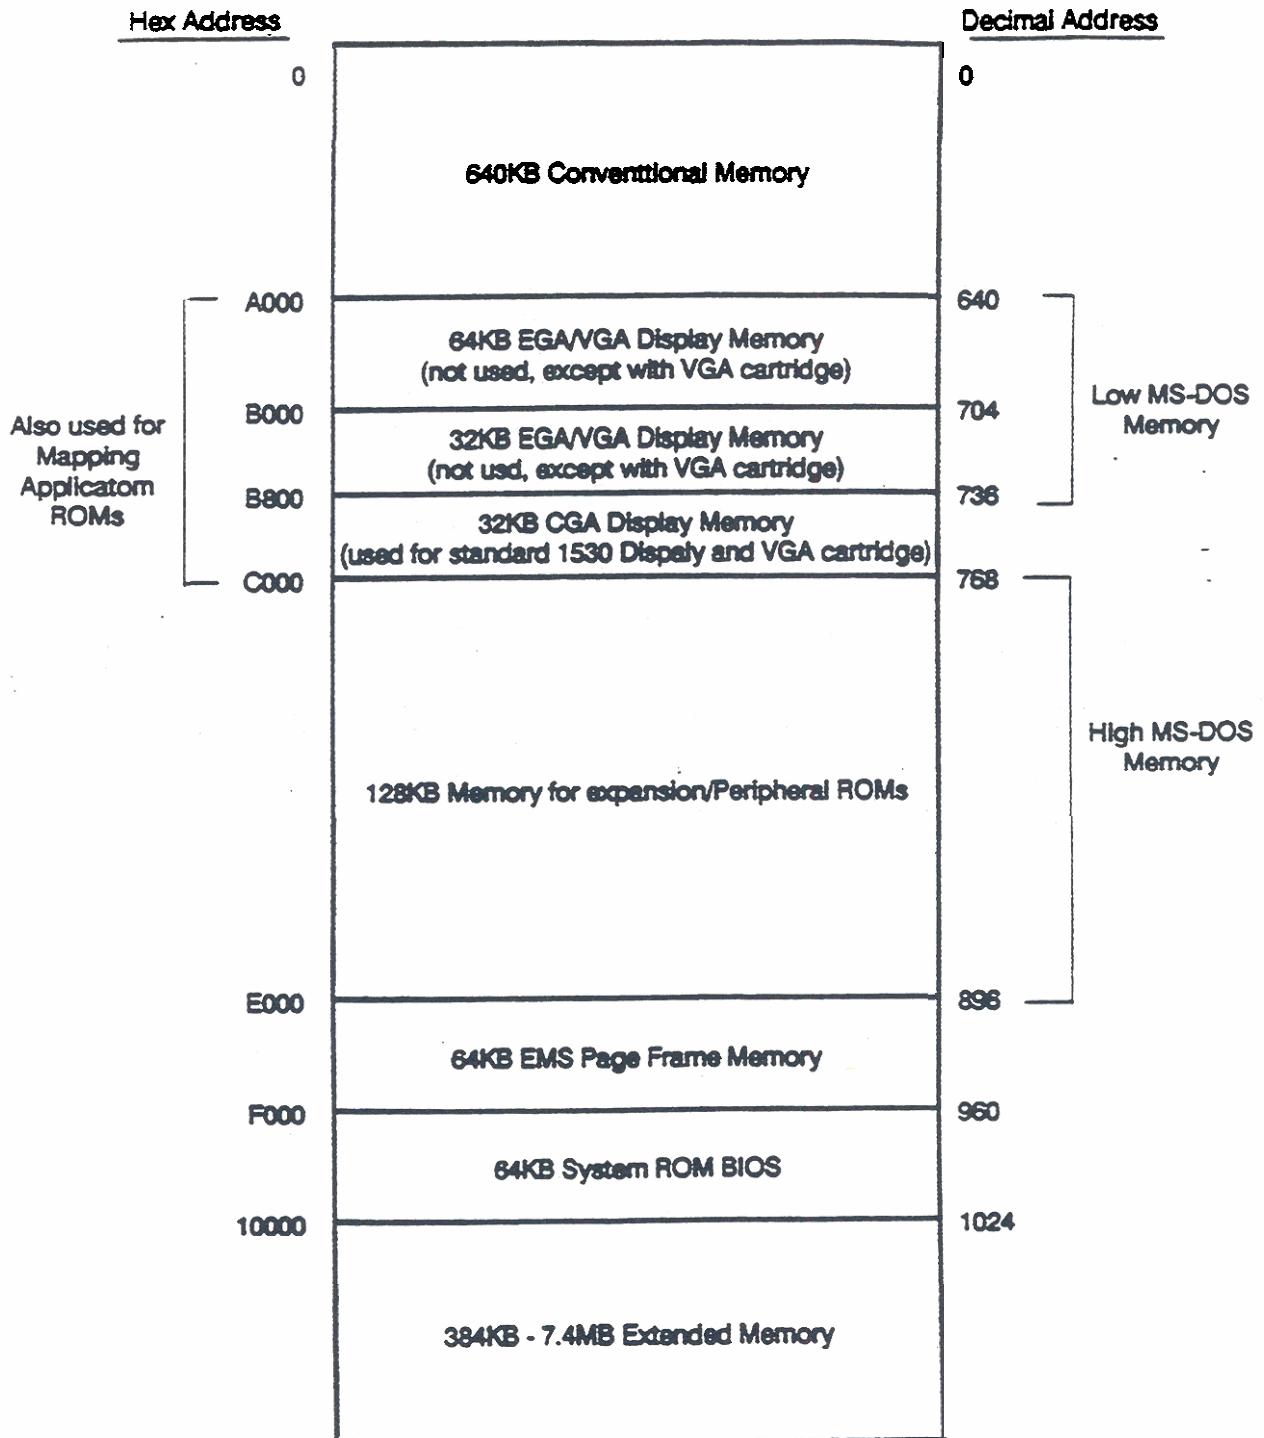 Hex Address
Decimal Address
0
0
640KB Conventtional Memory
A000
640
64KB EGA/VGA Display Memory
(not used, except with VGA cartridge)
Low MS-DOS
Memory
B000
704
Also used for
Mapping
Applicatom
ROMs
32KB EGA/VGA Display Memory
(not usd, except with VGA cartridge)
B800
736
32KB CGA Display Memory
(used for standard 1530 Dispaly and VGA cartridge)
C000
768
High MS-DOS
Memory
128KB Memory for expansion/Peripheral ROMs
E000
896
64KB EMS Page Frame Memory
F000
960
64KB System ROM BIOS
10000
1024
384KB - 7.4MB Extended Memory